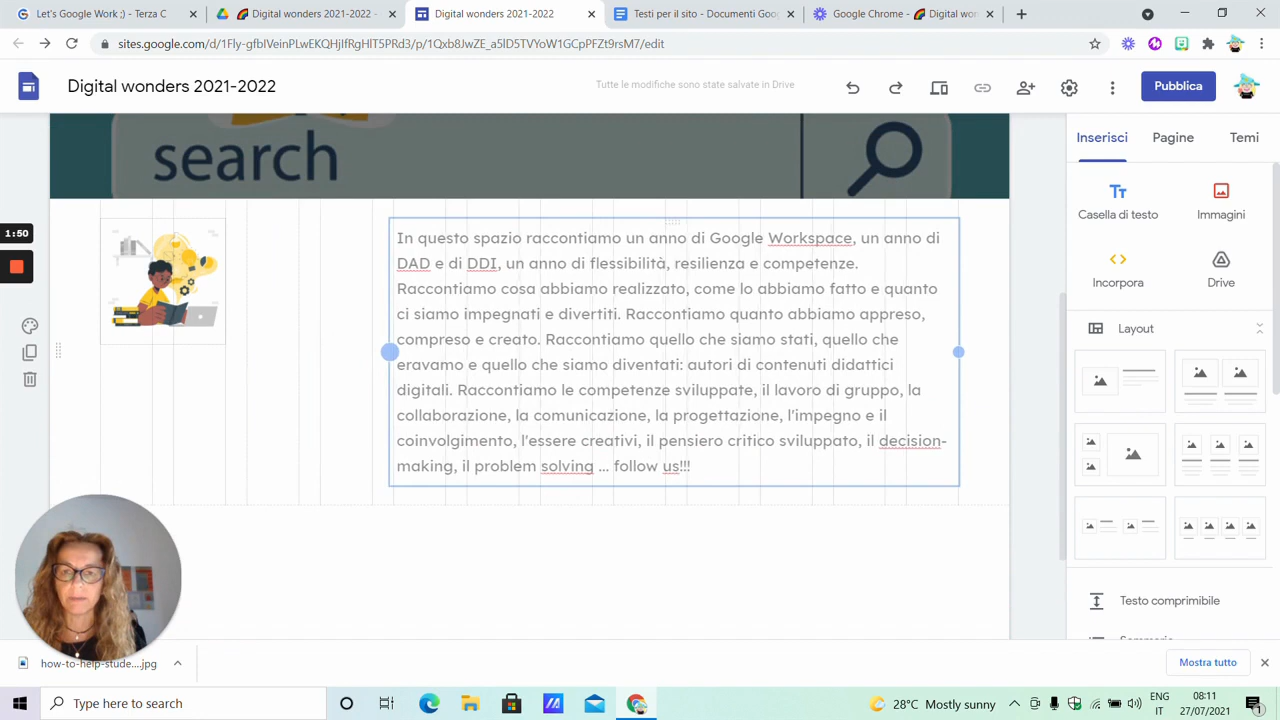 Let's Google Work ;) - Terza C
🌈 Digital wonders 2021-2022 -
Digital wonders 2021-2022
Testi per il sito - Documenti Goo
Google Chrome - 🌈 Digital wor
Digital wonders 2021-2022
Tutte le modifiche sono state salvate in Drive
Pubblica
search
Inserisci
Pagine
Temi
Casella di testo
Immagini
Incorpora
Drive
Layout
Testo comprimibile
1:50
In questo spazio raccontiamo un anno di Google Workspace, un anno di
DAD e di DDI, un anno di flessibilità, resilienza e competenze.
Raccontiamo cosa abbiamo realizzato, come lo abbiamo fatto e quanto
ci siamo impegnati e divertiti. Raccontiamo quanto abbiamo appreso,
compreso e creato. Raccontiamo quello che siamo stati, quello che
eravamo e quello che siamo diventati: autori di contenuti didattici
digitali. Raccontiamo le competenze sviluppate, il lavoro di gruppo, la
collaborazione, la comunicazione, la progettazione, l'impegno e il
coinvolgimento, l'essere creativi, il pensiero critico sviluppato, il decision-
making, il problem solving ... follow us!!!
how-to-help-stude....jpg
Mostra tutto
Type here to search
28°C Mostly sunny
ENG
IT
08:11
27/07/2021